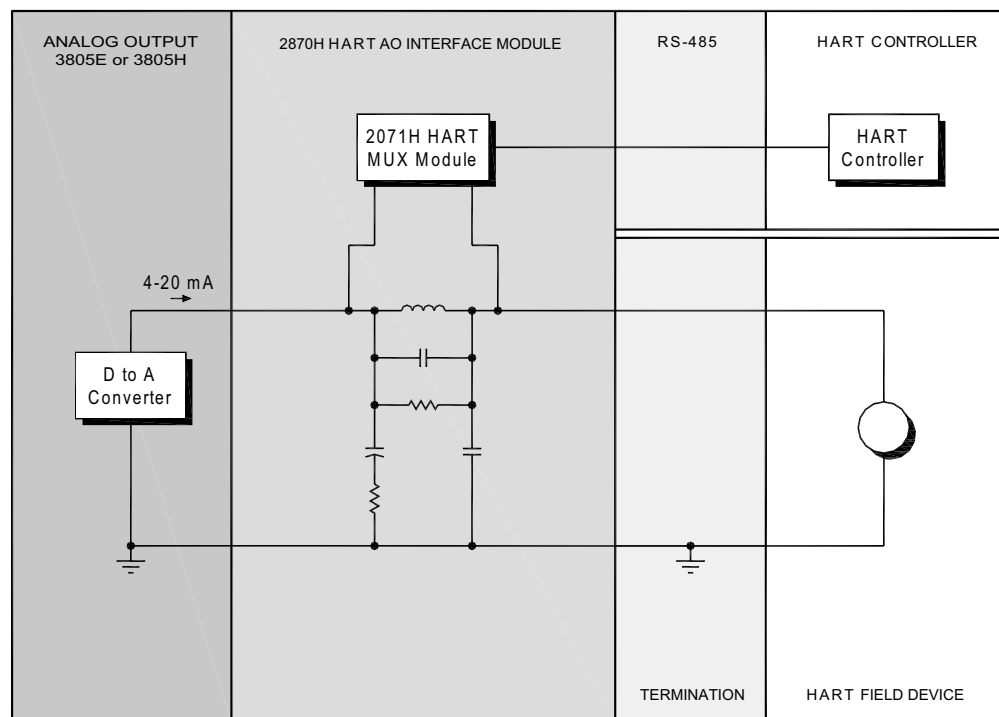 ANALOG OUTPUT
3805E or 3805H
2870H HART AO INTERFACE MODULE
RS-485
HART CONTROLLER
2071H HART
MUX Module
HART
Controller
4-20 mA
D to A
Converter
TERMINATION
HART FIELD DEVICE